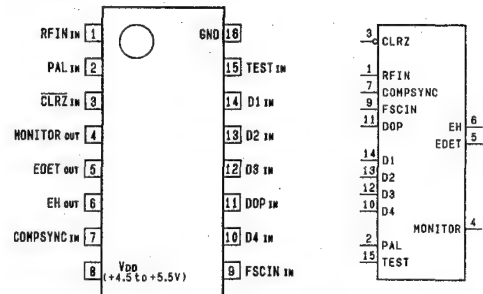 RFIN IN 1 GND 16
PAL IN 2 15 TEST IN
CLRZ IN 3 14 D1 IN
MONITOR OUT 4 13 D2 IN
EDET OUT 5 12 D3 IN
EH OUT 6 11 DOP IN
COMPSYNC IN 7 10 D4 IN
8 VDD 9 FSCIN IN
(+4.5 to +5.5V)
3 CLRZ
1 RFIN
7 COMPSYNC
9 FSCIN
11 DOP
EH 6
EDET 5
14 D1
13 D2
12 D3
10 D4
MONITOR 4
2 PAL
15 TEST